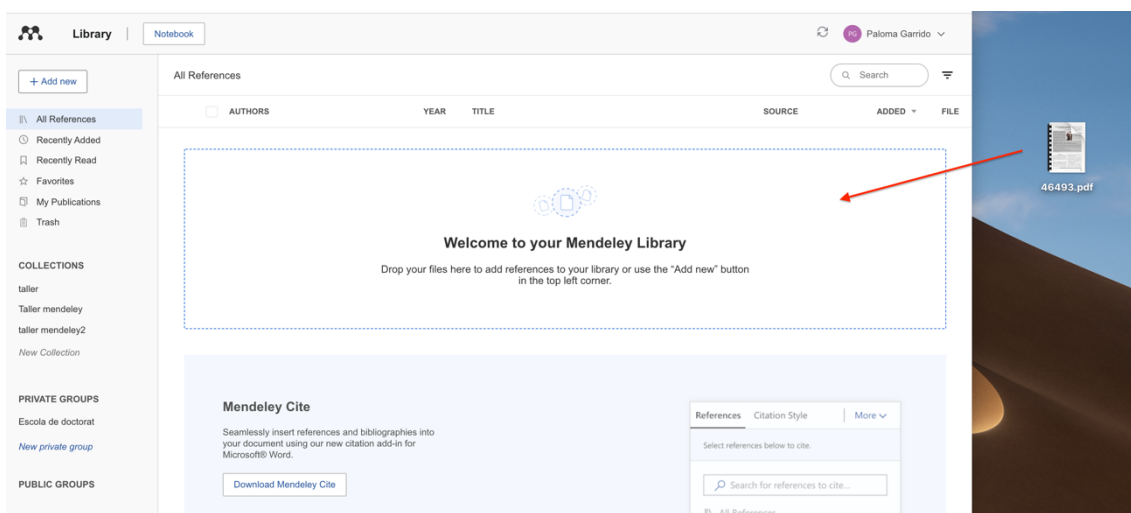 Library
Notebook
PG Paloma Garrido
+ Add new
All References
Search
AUTHORS YEAR TITLE SOURCE ADDED FILE
All References
Recently Added
Recently Read
Favorites
My Publications
Trash
COLLECTIONS
taller
Taller mendeley
taller mendeley2
New Collection
PRIVATE GROUPS
Escola de doctorat
New private group
PUBLIC GROUPS
Welcome to your Mendeley Library
Drop your files here to add references to your library or use the "Add new" button
in the top left corner.
Mendeley Cite
Seamlessly insert references and bibliographies into
your document using our new citation add-in for
Microsoft® Word.
Download Mendeley Cite
References Citation Style More
Select references below to cite.
Search for references to cite...
All References
46493.pdf